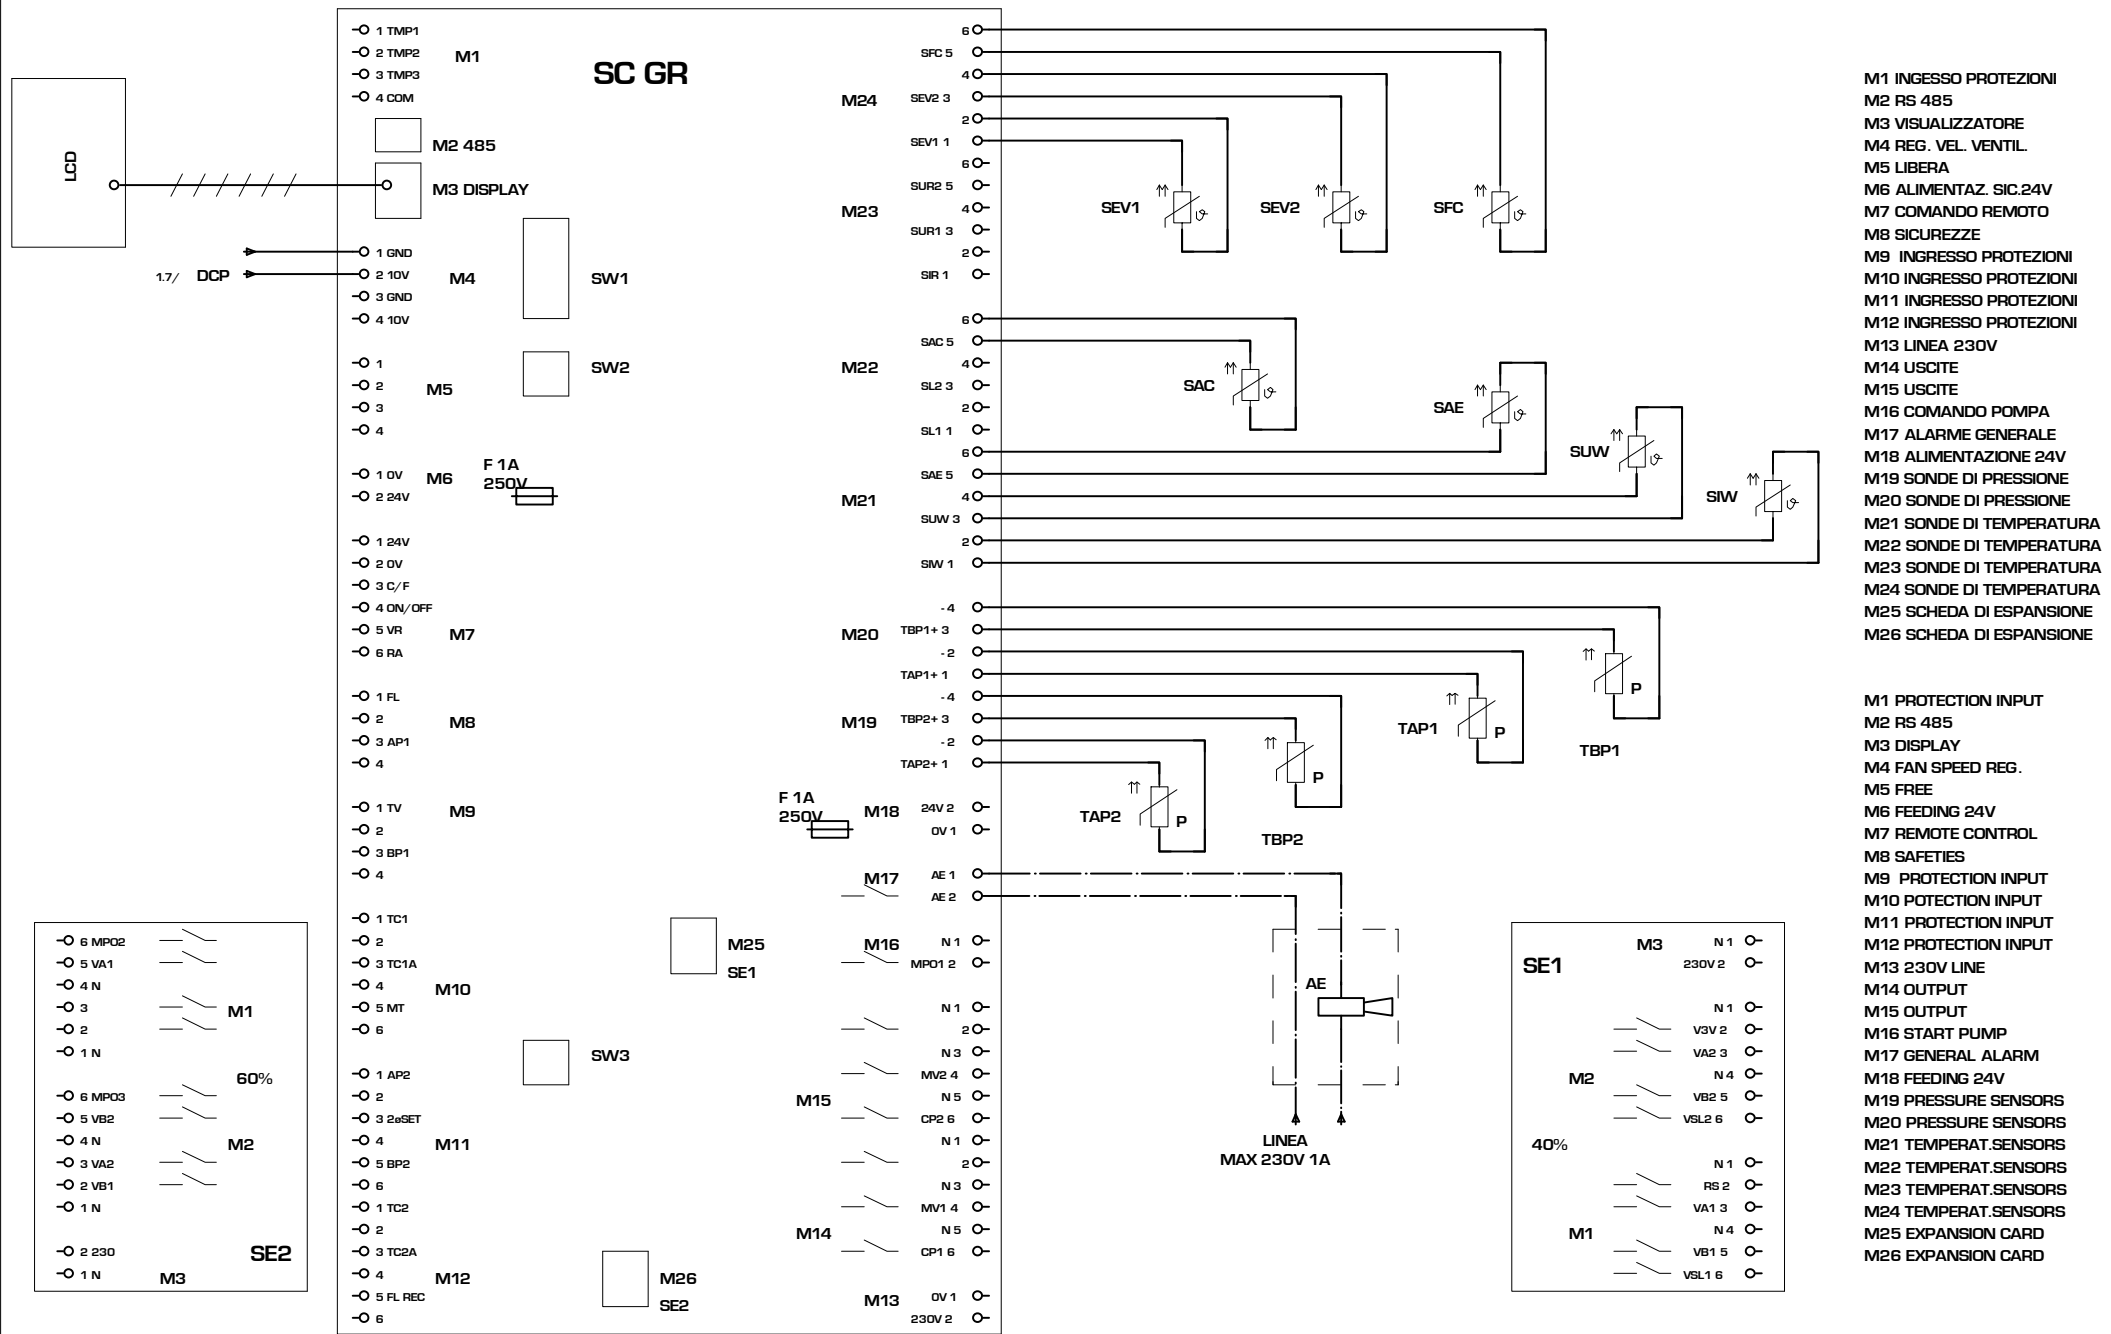 LCD
1.7/ DCP
SC GR
1 TMP1
2 TMP2
3 TMP3
4 COM
M1
M2 485
M3 DISPLAY
1 GND
2 10V
3 GND
4 10V
M4
SW1
SW2
1
2
3
4
M5
1 0V
2 24V
M6
F 1A
250V
1 24V
2 0V
3 C/F
4 ON/OFF
5 VR
6 RA
M7
1 FL
2
3 AP1
4
M8
1 TV
2
3 BP1
4
M9
1 TC1
2
3 TC1A
4
5 MT
6
M10
1 AP2
2
3 2øSET
4
5 BP2
6
M11
1 TC2
2
3 TC2A
4
5 FL REC
6
M12
SW3
M25
SE1
M26
SE2
6
SFC 5
4
SEV2 3
2
SEV1 1
M24
6
SUR2 5
4
SUR1 3
2
SIR 1
M23
6
SAC 5
4
SL2 3
2
SL1 1
M22
6
SAE 5
4
SUW 3
2
SIW 1
M21
- 4
TBP1+ 3
- 2
TAP1+ 1
M20
- 4
TBP2+ 3
- 2
TAP2+ 1
M19
F 1A
250V
M18
24V 2
0V 1
M17
AE 1
AE 2
M16
N 1
MPO1 2
N 1
2
N 3
MV2 4
N 5
CP2 6
M15
N 1
2
N 3
MV1 4
N 5
CP1 6
M14
M13
0V 1
230V 2
SEV1
SEV2
SFC
SAC
SAE
SUW
SIW
P
TBP1
TAP1
P
P
TBP2
TAP2
P
AE
LINEA
MAX 230V 1A
6 MPO2
5 VA1
4 N
3
2
1 N
M1
60%
6 MPO3
5 VB2
4 N
3 VA2
2 VB1
1 N
M2
2 230
1 N
M3
SE2
SE1
M3
N 1
230V 2
N 1
V3V 2
VA2 3
N 4
VB2 5
VSL2 6
M2
40%
N 1
RS 2
VA1 3
N 4
VB1 5
VSL1 6
M1
M1 INGESSO PROTEZIONI
M2 RS 485
M3 VISUALIZZATORE
M4 REG. VEL. VENTIL.
M5 LIBERA
M6 ALIMENTAZ. SIC.24V
M7 COMANDO REMOTO
M8 SICUREZZE
M9 INGRESSO PROTEZIONI
M10 INGRESSO PROTEZIONI
M11 INGRESSO PROTEZIONI
M12 INGRESSO PROTEZIONI
M13 LINEA 230V
M14 USCITE
M15 USCITE
M16 COMANDO POMPA
M17 ALARME GENERALE
M18 ALIMENTAZIONE 24V
M19 SONDE DI PRESSIONE
M20 SONDE DI PRESSIONE
M21 SONDE DI TEMPERATURA
M22 SONDE DI TEMPERATURA
M23 SONDE DI TEMPERATURA
M24 SONDE DI TEMPERATURA
M25 SCHEDA DI ESPANSIONE
M26 SCHEDA DI ESPANSIONE
M1 PROTECTION INPUT
M2 RS 485
M3 DISPLAY
M4 FAN SPEED REG.
M5 FREE
M6 FEEDING 24V
M7 REMOTE CONTROL
M8 SAFETIES
M9 PROTECTION INPUT
M10 POTECTION INPUT
M11 PROTECTION INPUT
M12 PROTECTION INPUT
M13 230V LINE
M14 OUTPUT
M15 OUTPUT
M16 START PUMP
M17 GENERAL ALARM
M18 FEEDING 24V
M19 PRESSURE SENSORS
M20 PRESSURE SENSORS
M21 TEMPERAT.SENSORS
M22 TEMPERAT.SENSORS
M23 TEMPERAT.SENSORS
M24 TEMPERAT.SENSORS
M25 EXPANSION CARD
M26 EXPANSION CARD